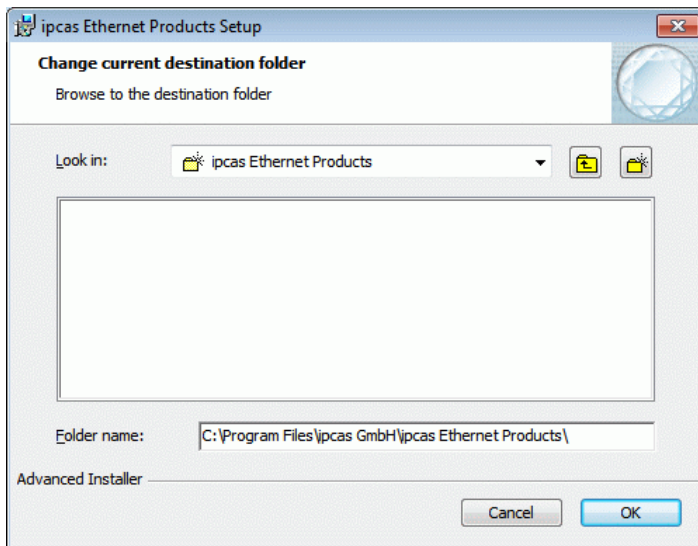 ipcas Ethernet Products Setup
Change current destination folder
Browse to the destination folder
Look in:
ipcas Ethernet Products
Folder name:
C:\Program Files\ipcas GmbH\ipcas Ethernet Products\
Advanced Installer
Cancel
OK